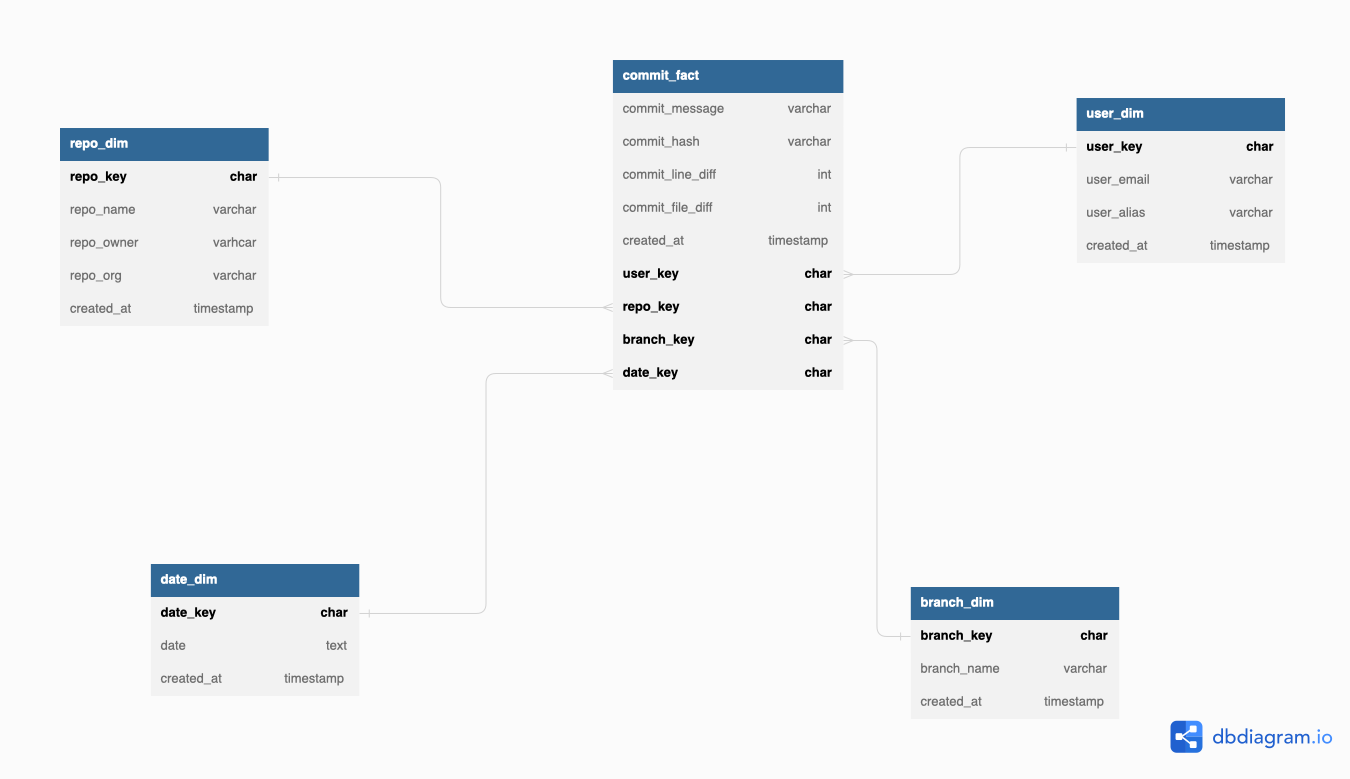 commit_fact
commit_message varchar
commit_hash varchar
commit_line_diff int
commit_file_diff int
created_at timestamp
user_key char
repo_key char
branch_key char
date_key char
repo_dim
repo_key char
repo_name varchar
repo_owner varhcar
repo_org varchar
created_at timestamp
user_dim
user_key char
user_email varchar
user_alias varchar
created_at timestamp
date_dim
date_key char
date text
created_at timestamp
branch_dim
branch_key char
branch_name varchar
created_at timestamp
dbdiagram.io